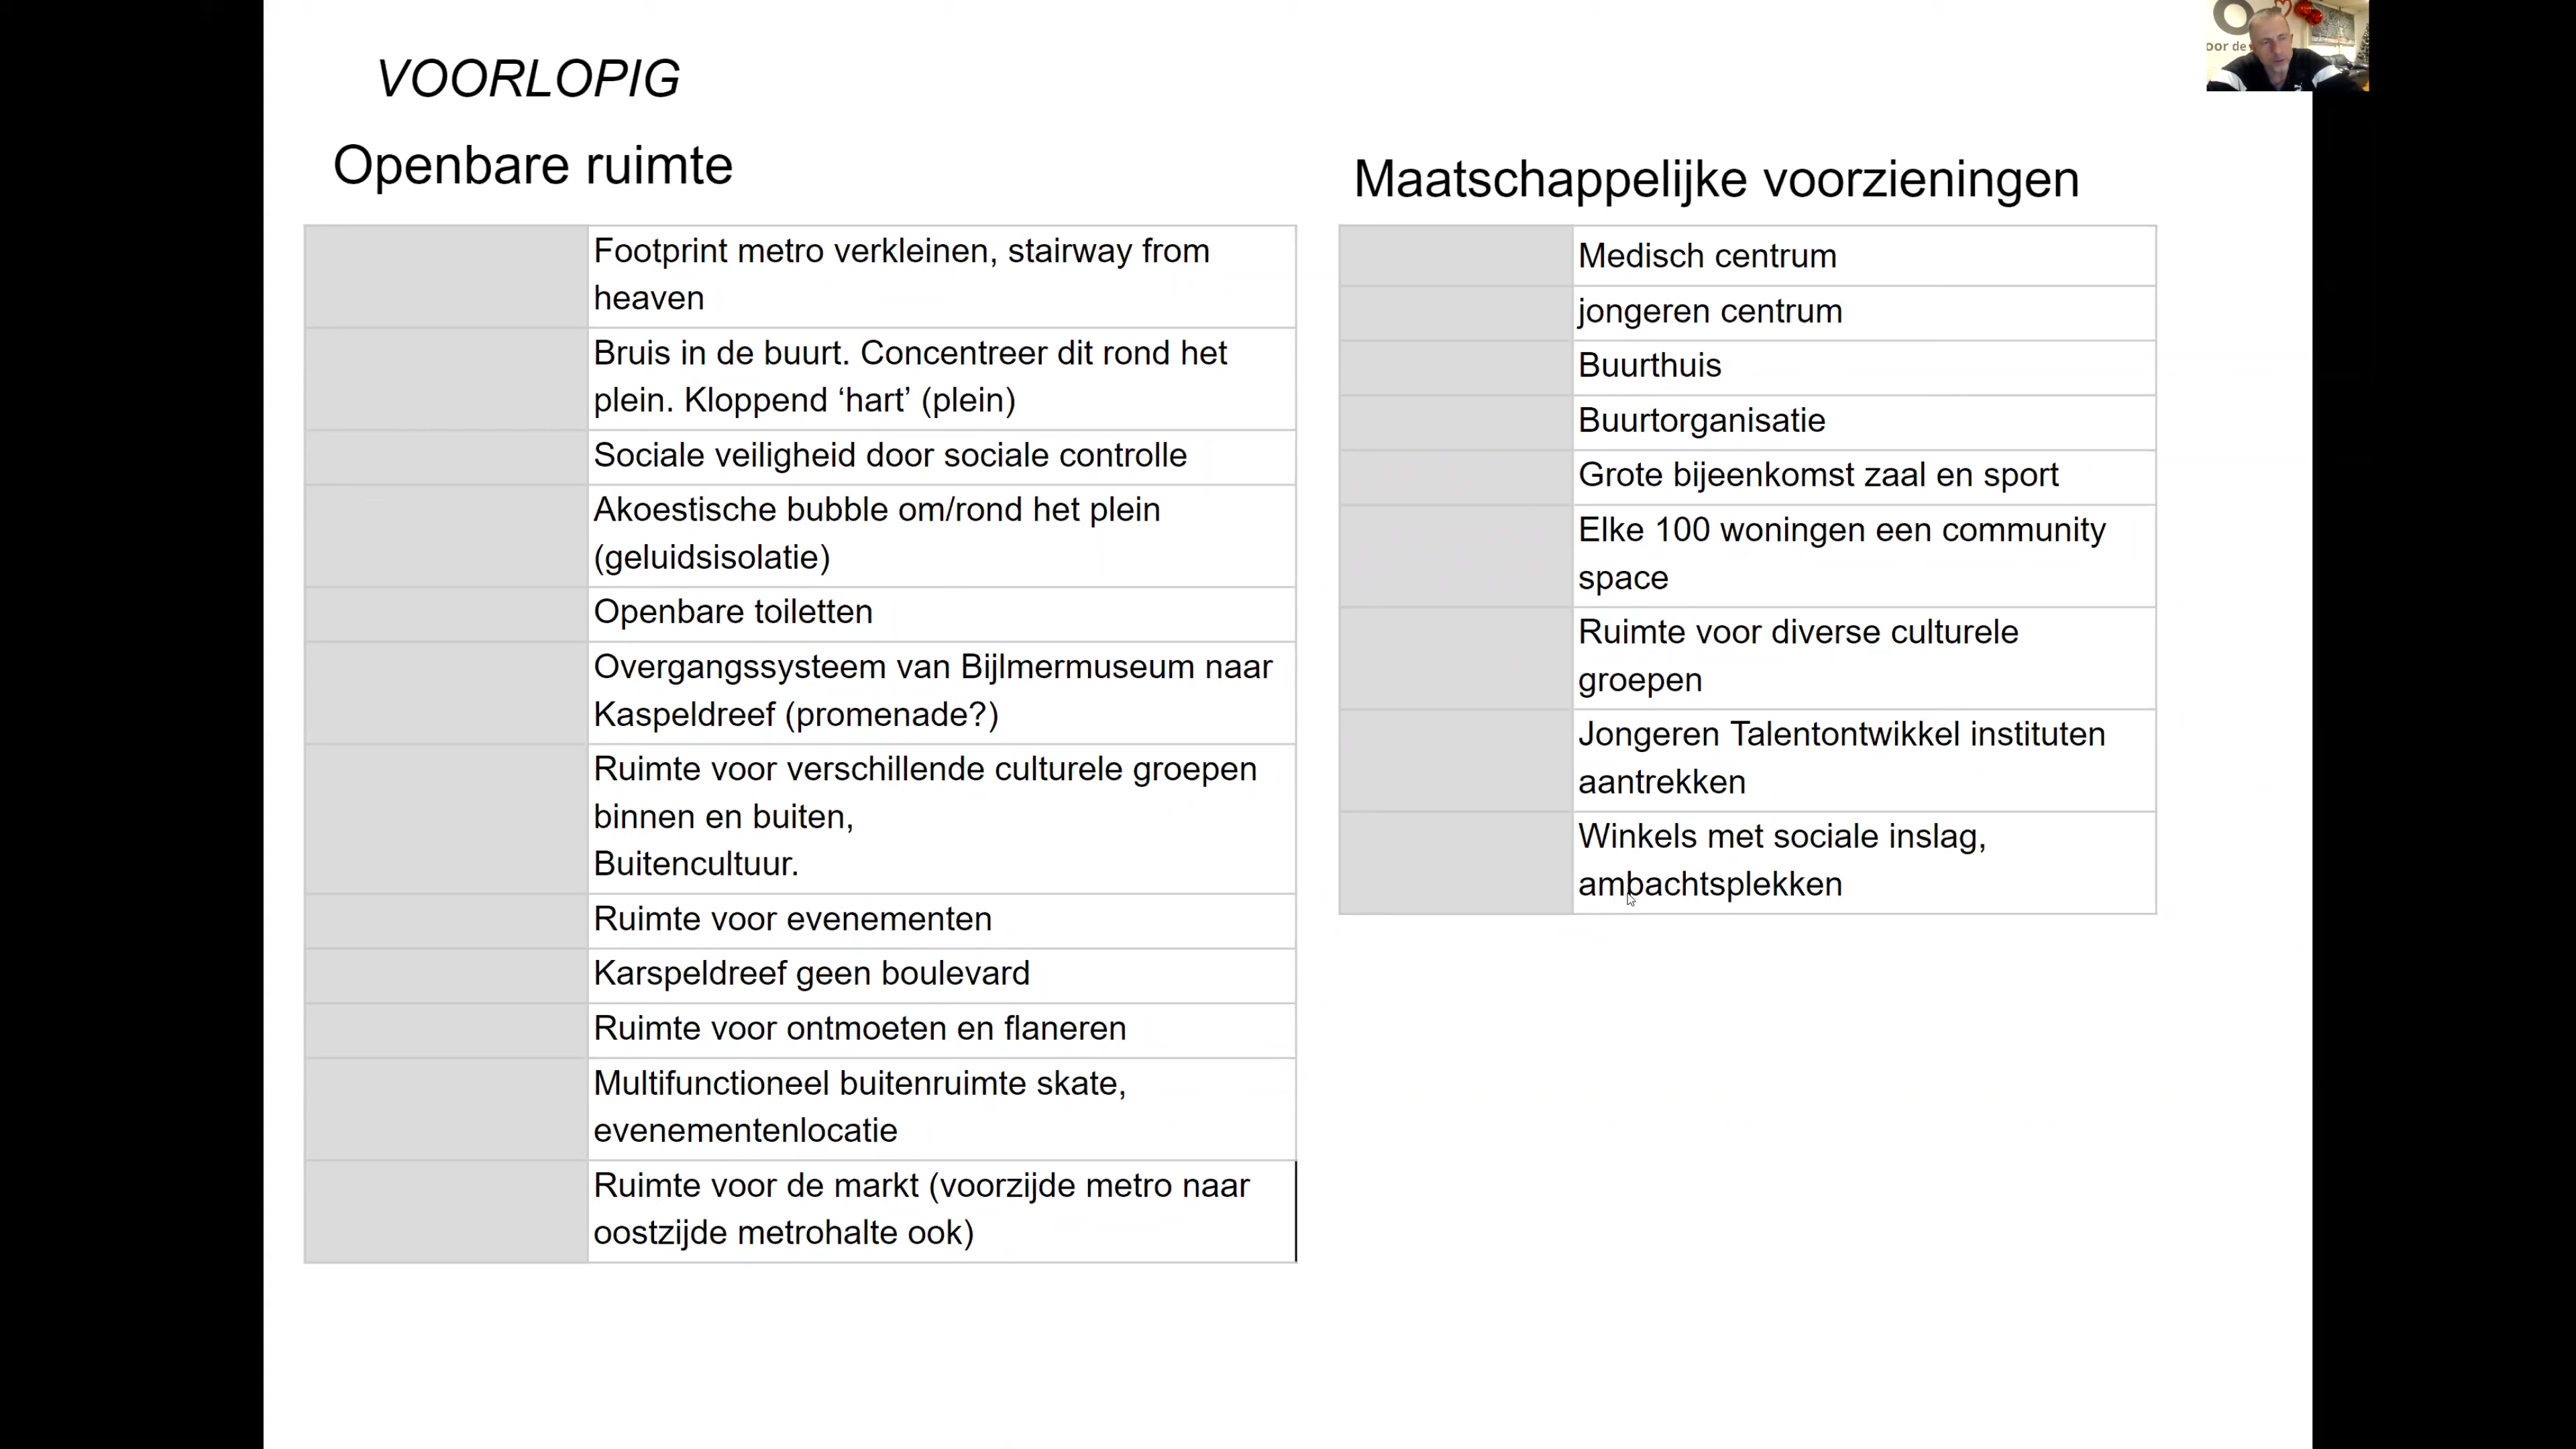 VOORLOPIG
Openbare ruimte
Footprint metro verkleinen, stairway from
heaven
Bruis in de buurt. Concentreer dit rond het
plein. Kloppend ‘hart’ (plein)
Sociale veiligheid door sociale controlle
Akoestische bubble om/rond het plein
(geluidsisolatie)
Openbare toiletten
Overgangssysteem van Bijlmermuseum naar
Kaspeldreef (promenade?)
Ruimte voor verschillende culturele groepen
binnen en buiten,
Buitencultuur.
Ruimte voor evenementen
Karspeldreef geen boulevard
Ruimte voor ontmoeten en flaneren
Multifunctioneel buitenruimte skate,
evenementenlocatie
Ruimte voor de markt (voorzijde metro naar
oostzijde metrohalte ook)
Maatschappelijke voorzieningen
Medisch centrum
jongeren centrum
Buurthuis
Buurtorganisatie
Grote bijeenkomst zaal en sport
Elke 100 woningen een community
space
Ruimte voor diverse culturele
groepen
Jongeren Talentontwikkel instituten
aantrekken
Winkels met sociale inslag,
ambachtsplekken
oor de